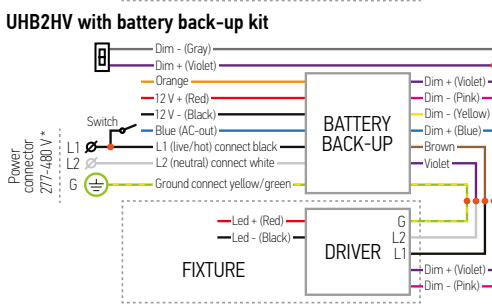 UHB2HV with battery back-up kit
Dim - (Gray)
Dim + (Violet)
Orange
12 V + (Red)
12 V - (Black)
Switch
Blue (AC-out)
L1 L1 (live/hot) connect black
L2 L2 (neutral) connect white
G Ground connect yellow/green
Power
connector
277-480 V *
BATTERY
BACK-UP
Dim + (Violet)
Dim - (Pink)
Dim - (Yellow)
Dim + (Blue)
Brown
Violet
Led + (Red)
Led - (Black)
FIXTURE
DRIVER
G
L2
L1
Dim + (Violet)
Dim - (Pink)